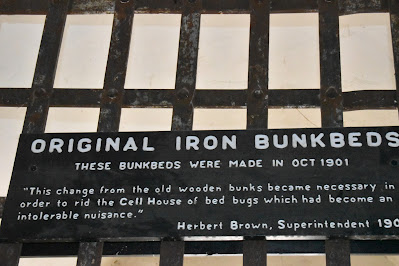 ORIGINAL IRON BUNKBEDS
THESE BUNKBEDS WERE MADE IN OCT 1901
"This change from the old wooden bunks became necessary in
order to rid the Cell House of bed bugs which had become an
intolerable nuisance."
Herbert Brown, Superintendent 190